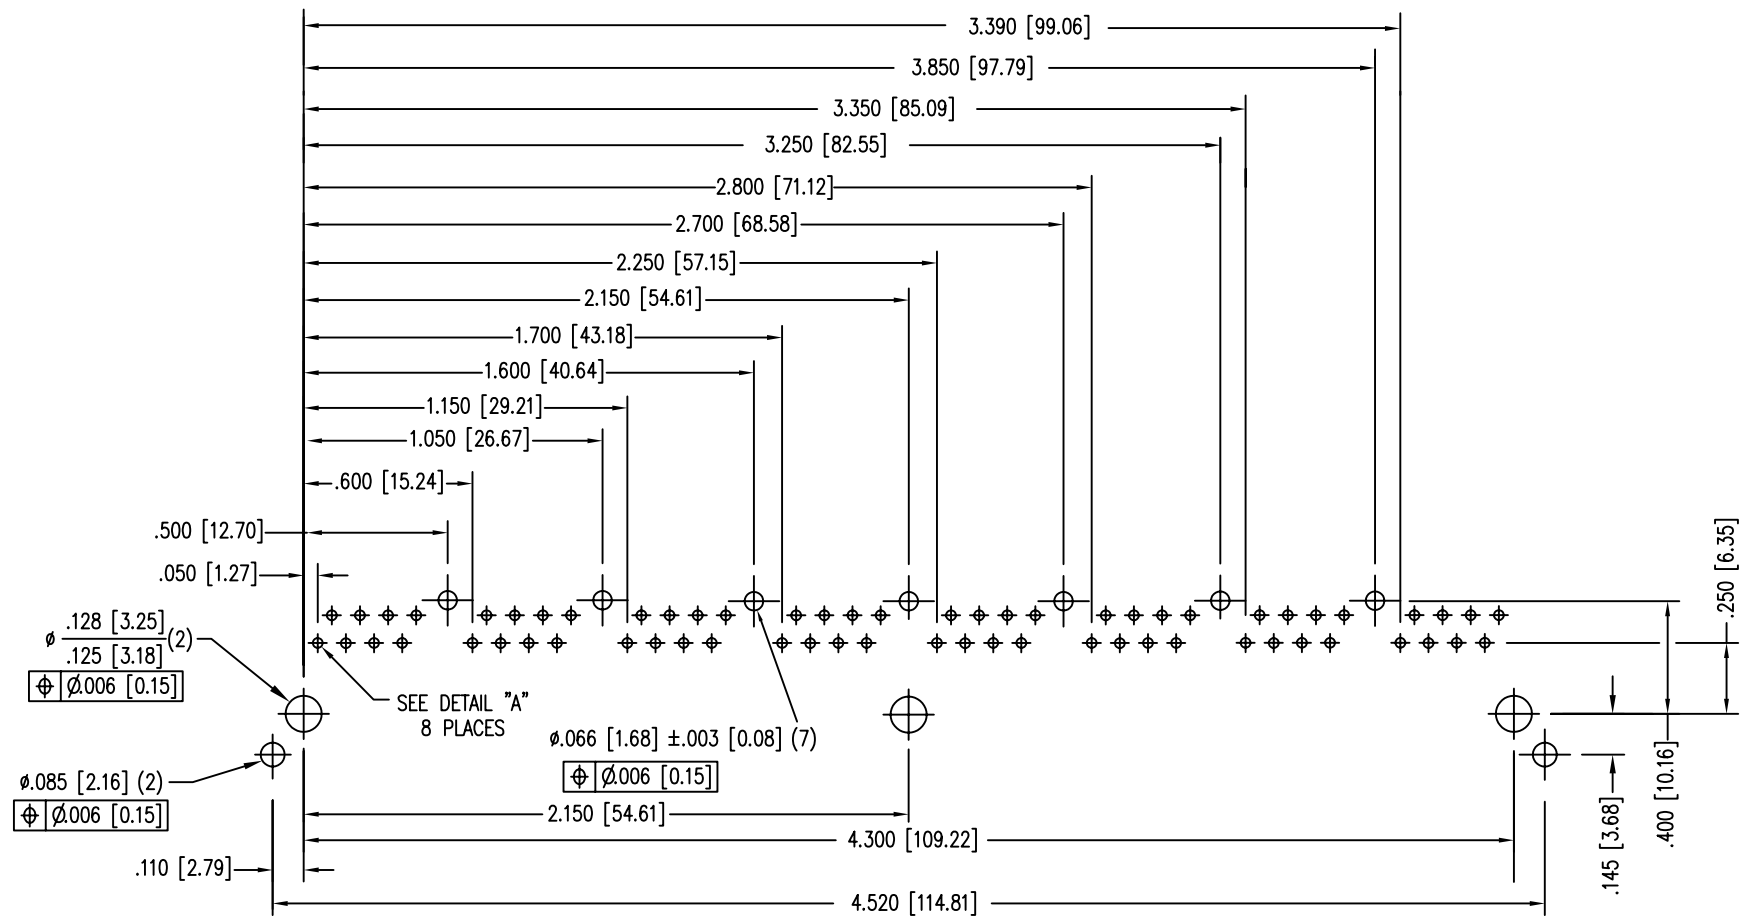 3.390 [99.06]
3.850 [97.79]
3.350 [85.09]
3.250 [82.55]
2.800 [71.12]
2.700 [68.58]
2.250 [57.15]
2.150 [54.61]
1.700 [43.18]
1.600 [40.64]
1.150 [29.21]
1.050 [26.67]
.600 [15.24]
.500 [12.70]
.050 [1.27]
.250 [6.35]
ø .128 [3.25]
.125 [3.18] (2)
⌖ Ø.006 [0.15]
SEE DETAIL "A"
8 PLACES
ø.066 [1.68] ±.003 [0.08] (7)
⌖ Ø.006 [0.15]
ø.085 [2.16] (2)
⌖ Ø.006 [0.15]
2.150 [54.61]
4.300 [109.22]
.110 [2.79]
4.520 [114.81]
.145 [3.68]
.400 [10.16]